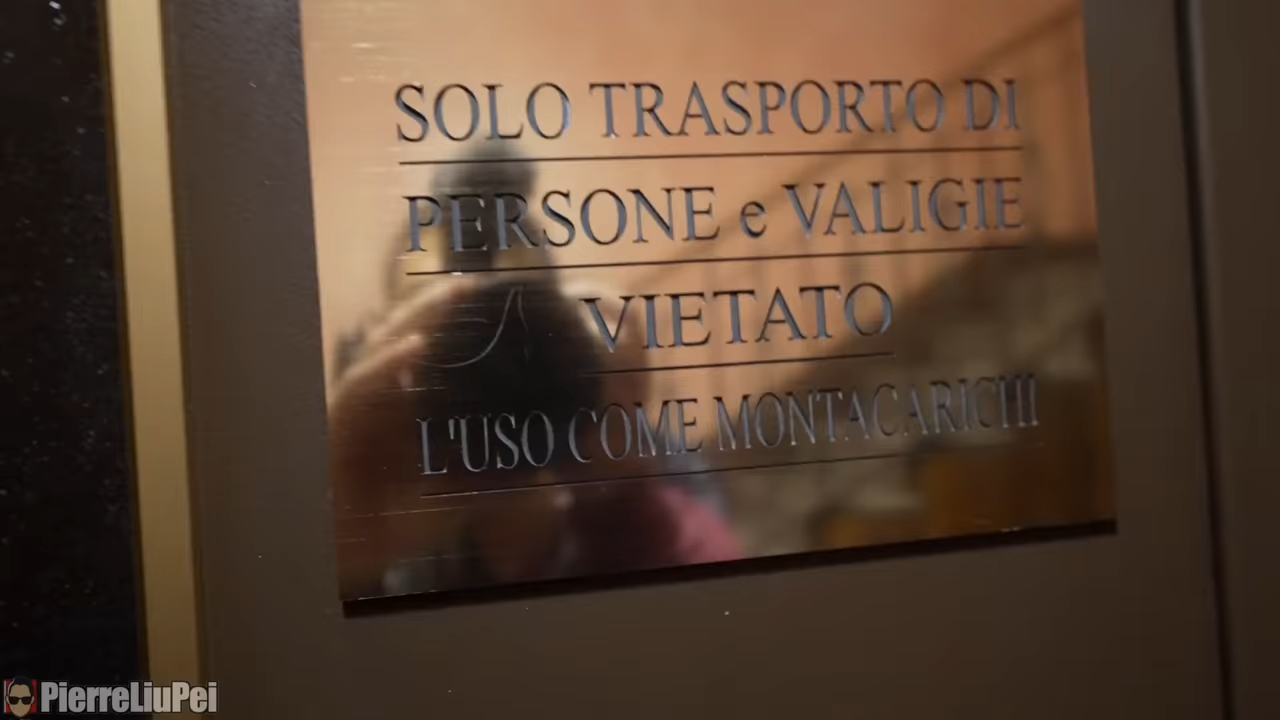 SOLO TRASPORTO DI
PERSONE e VALIGIE
VIETATO
L'USO COME MONTACARICHI
PierreLiuPei